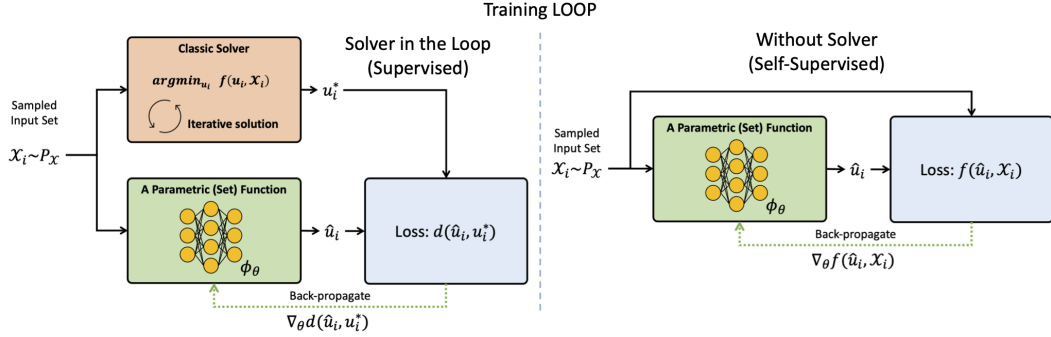 Training LOOP
Classic Solver
argmin_{u_i} f(u_i, 𝒳_i)
Iterative solution
u_i^*
Solver in the Loop
(Supervised)
Sampled
Input Set
𝒳_i~P_𝒳
A Parametric (Set) Function
ϕ_θ
û_i
Loss: d(û_i, u_i^*)
Back-propagate
∇_θ d(û_i, u_i^*)
Without Solver
(Self-Supervised)
Sampled
Input Set
𝒳_i~P_𝒳
A Parametric (Set) Function
ϕ_θ
û_i
Loss: f(û_i, 𝒳_i)
Back-propagate
∇_θ f(û_i, 𝒳_i)